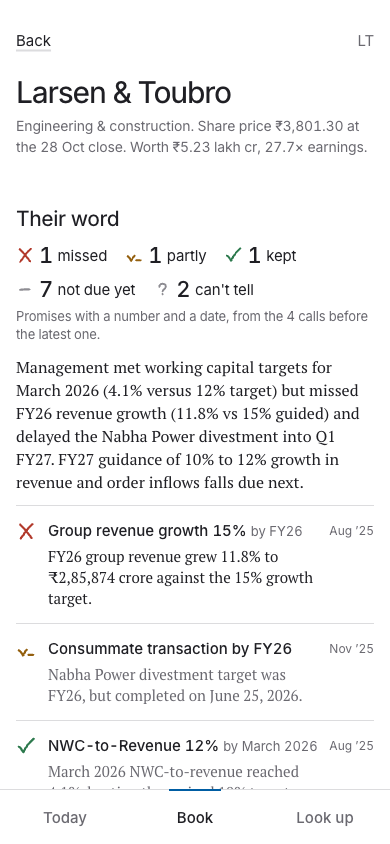 Back
LT
Larsen & Toubro
Engineering & construction. Share price ₹3,801.30 at
the 28 Oct close. Worth ₹5.23 lakh cr, 27.7× earnings.
Their word
1 missed 1 partly 1 kept
– 7 not due yet ? 2 can't tell
Promises with a number and a date, from the 4 calls before
the latest one.
Management met working capital targets for
March 2026 (4.1% versus 12% target) but missed
FY26 revenue growth (11.8% vs 15% guided) and
delayed the Nabha Power divestment into Q1
FY27. FY27 guidance of 10% to 12% growth in
revenue and order inflows falls due next.
Group revenue growth 15% by FY26 Aug '25
FY26 group revenue grew 11.8% to
₹2,85,874 crore against the 15% growth
target.
Consummate transaction by FY26 Nov '25
Nabha Power divestment target was
FY26, but completed on June 25, 2026.
NWC-to-Revenue 12% by March 2026 Aug '25
March 2026 NWC-to-revenue reached
Today Book Look up